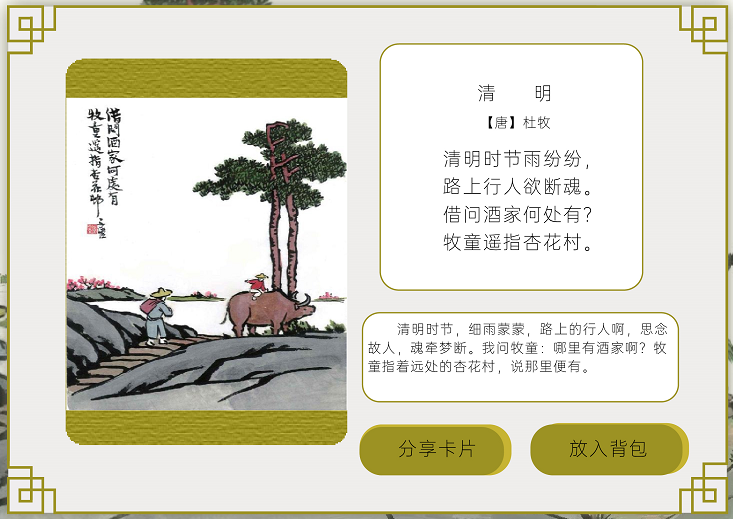 借問酒家何處有
牧童遥指杏花邨
清 明
【唐】杜牧
清明时节雨纷纷，
路上行人欲断魂。
借问酒家何处有？
牧童遥指杏花村。
清明时节，细雨蒙蒙，路上的行人啊，思念
故人，魂牵梦断。我问牧童：哪里有酒家啊？牧
童指着远处的杏花村，说那里便有。
分享卡片
放入背包